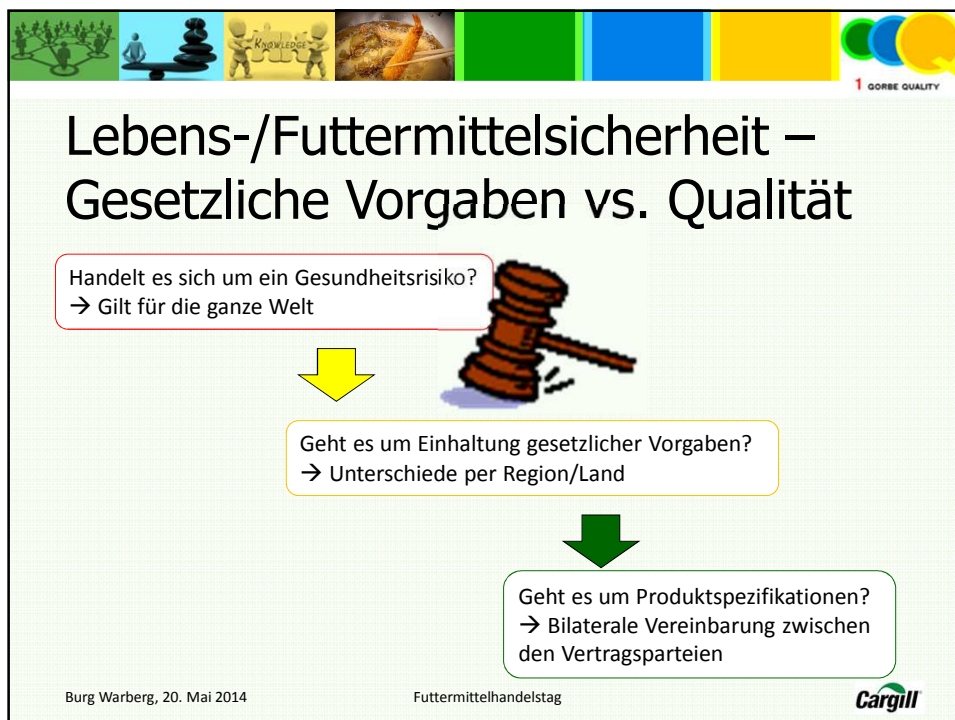 KNOWLEDGE
1 GORBE QUALITY
Lebens-/Futtermittelsicherheit –
Gesetzliche Vorgaben vs. Qualität
Handelt es sich um ein Gesundheitsrisiko?
→ Gilt für die ganze Welt
Geht es um Einhaltung gesetzlicher Vorgaben?
→ Unterschiede per Region/Land
Geht es um Produktspezifikationen?
→ Bilaterale Vereinbarung zwischen
den Vertragsparteien
Burg Warberg, 20. Mai 2014
Futtermittelhandelstag
Cargill